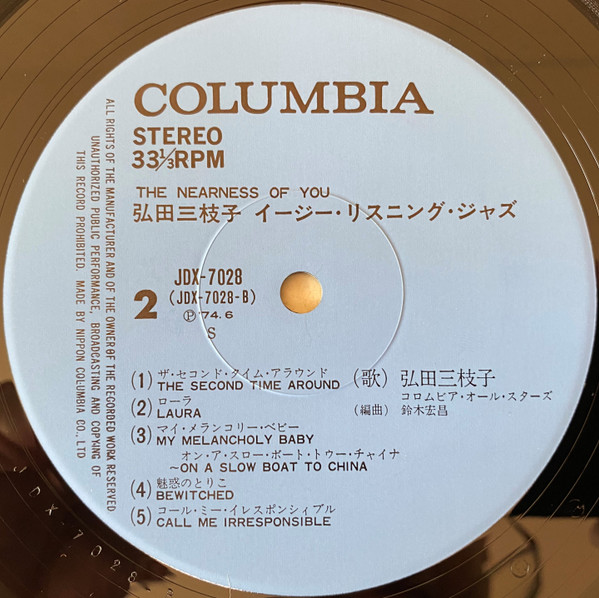 COLUMBIA
STEREO
33⅓RPM
THE NEARNESS OF YOU
弘田三枝子 イージー・リスニング・ジャズ
JDX-7028
(JDX-7028-B)
2
Ⓟ'74.6
S
(1) ザ・セコンド・タイム・アラウンド
THE SECOND TIME AROUND
(2) ローラ
LAURA
(3) マイ・メランコリー・ベビー
MY MELANCHOLY BABY
オン・ア・スロー・ボート・トゥー・チャイナ
~ON A SLOW BOAT TO CHINA
(4) 魅惑のとりこ
BEWITCHED
(5) コール・ミー・イレスポンシィブル
CALL ME IRRESPONSIBLE
(歌) 弘田三枝子
コロムビア・オール・スターズ
(編曲) 鈴木宏昌
ALL RIGHTS OF THE MANUFACTURER AND OF THE OWNER OF THE RECORDED WORK RESERVED
UNAUTHORIZED PUBLIC PERFORMANCE, BROADCASTING AND COPYING OF
THIS RECORD PROHIBITED. MADE BY NIPPON COLUMBIA CO., LTD
JDX-7028